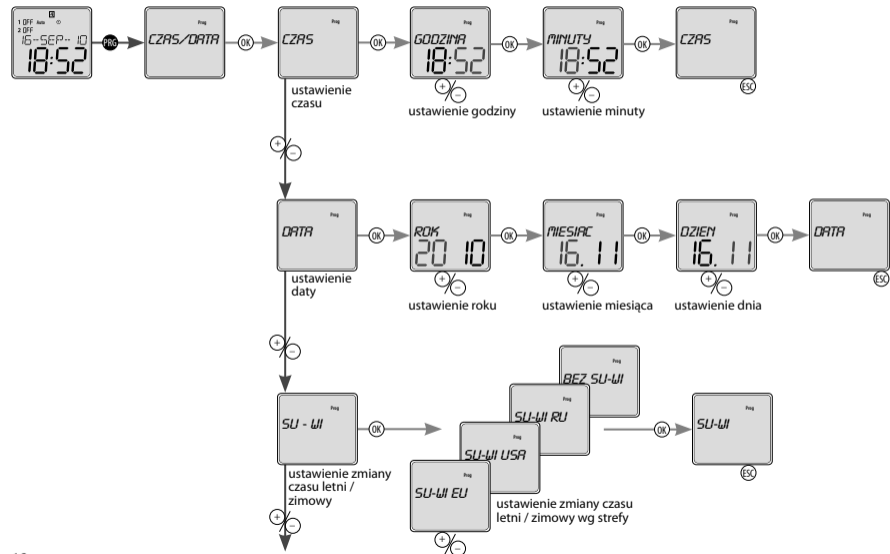 1 OFF Auto
2 OFF
16-SEP--10
18:52
PRG
Prog
CZAS/DATA
OK
Prog
CZAS
OK
Prog
GODZINA
18:52
OK
Prog
MINUTY
18:52
OK
Prog
CZAS
ustawienie
czasu
+/−
ustawienie godziny
+/−
ustawienie minuty
ESC
+/−
Prog
DATA
OK
Prog
ROK
20 10
OK
Prog
MIESIAC
16. 11
OK
Prog
DZIEN
16. 11
OK
Prog
DATA
ustawienie
daty
+/−
ustawienie roku
+/−
ustawienie miesiąca
+/−
ustawienie dnia
ESC
+/−
Prog
SU - WI
OK
Prog
BEZ SU-WI
Prog
SU-WI RU
Prog
SU-WI USA
Prog
SU-WI EU
OK
Prog
SU-WI
ESC
ustawienie zmiany
czasu letni /
zimowy
ustawienie zmiany czasu
letni / zimowy wg strefy
+/−
+/−